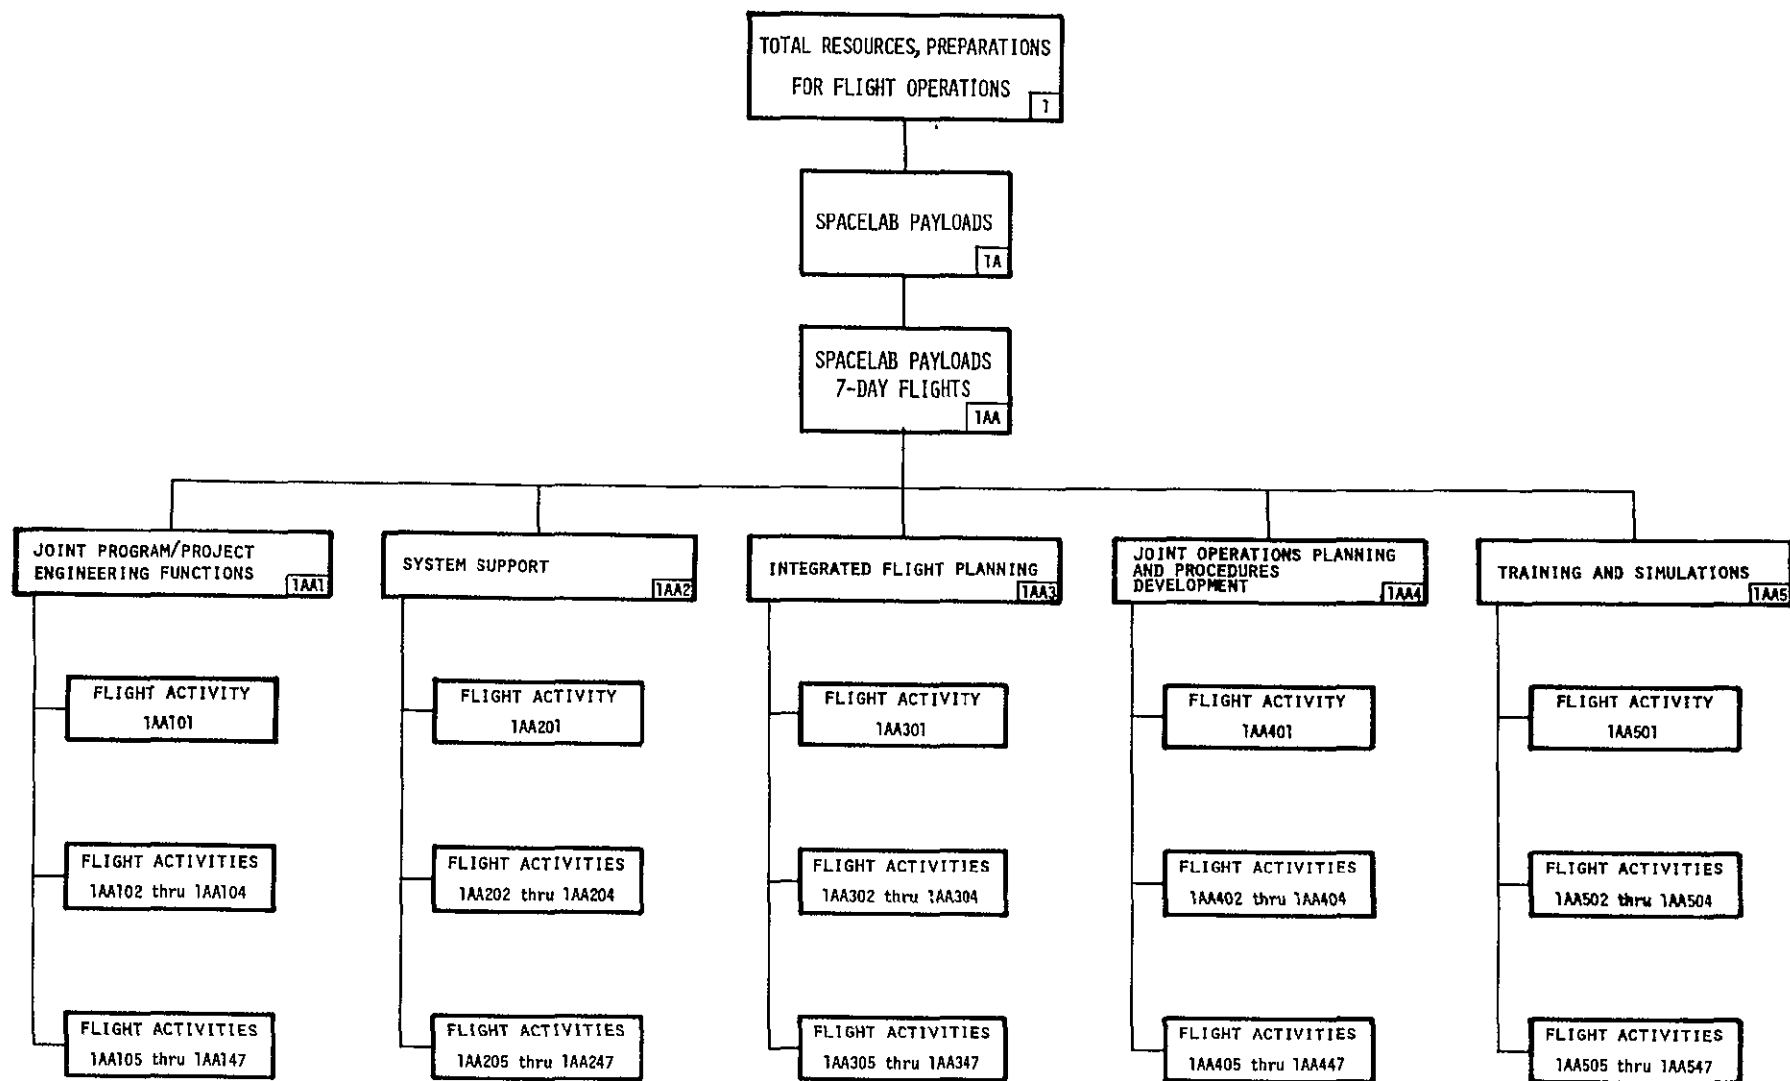 TOTAL RESOURCES, PREPARATIONS
FOR FLIGHT OPERATIONS
1
SPACELAB PAYLOADS
1A
SPACELAB PAYLOADS
7-DAY FLIGHTS
1AA
JOINT PROGRAM/PROJECT
ENGINEERING FUNCTIONS
1AA1
SYSTEM SUPPORT
1AA2
INTEGRATED FLIGHT PLANNING
1AA3
JOINT OPERATIONS PLANNING
AND PROCEDURES
DEVELOPMENT
1AA4
TRAINING AND SIMULATIONS
1AA5
FLIGHT ACTIVITY
1AA101
FLIGHT ACTIVITY
1AA201
FLIGHT ACTIVITY
1AA301
FLIGHT ACTIVITY
1AA401
FLIGHT ACTIVITY
1AA501
FLIGHT ACTIVITIES
1AA102 thru 1AA104
FLIGHT ACTIVITIES
1AA202 thru 1AA204
FLIGHT ACTIVITIES
1AA302 thru 1AA304
FLIGHT ACTIVITIES
1AA402 thru 1AA404
FLIGHT ACTIVITIES
1AA502 thru 1AA504
FLIGHT ACTIVITIES
1AA105 thru 1AA147
FLIGHT ACTIVITIES
1AA205 thru 1AA247
FLIGHT ACTIVITIES
1AA305 thru 1AA347
FLIGHT ACTIVITIES
1AA405 thru 1AA447
FLIGHT ACTIVITIES
1AA505 thru 1AA547